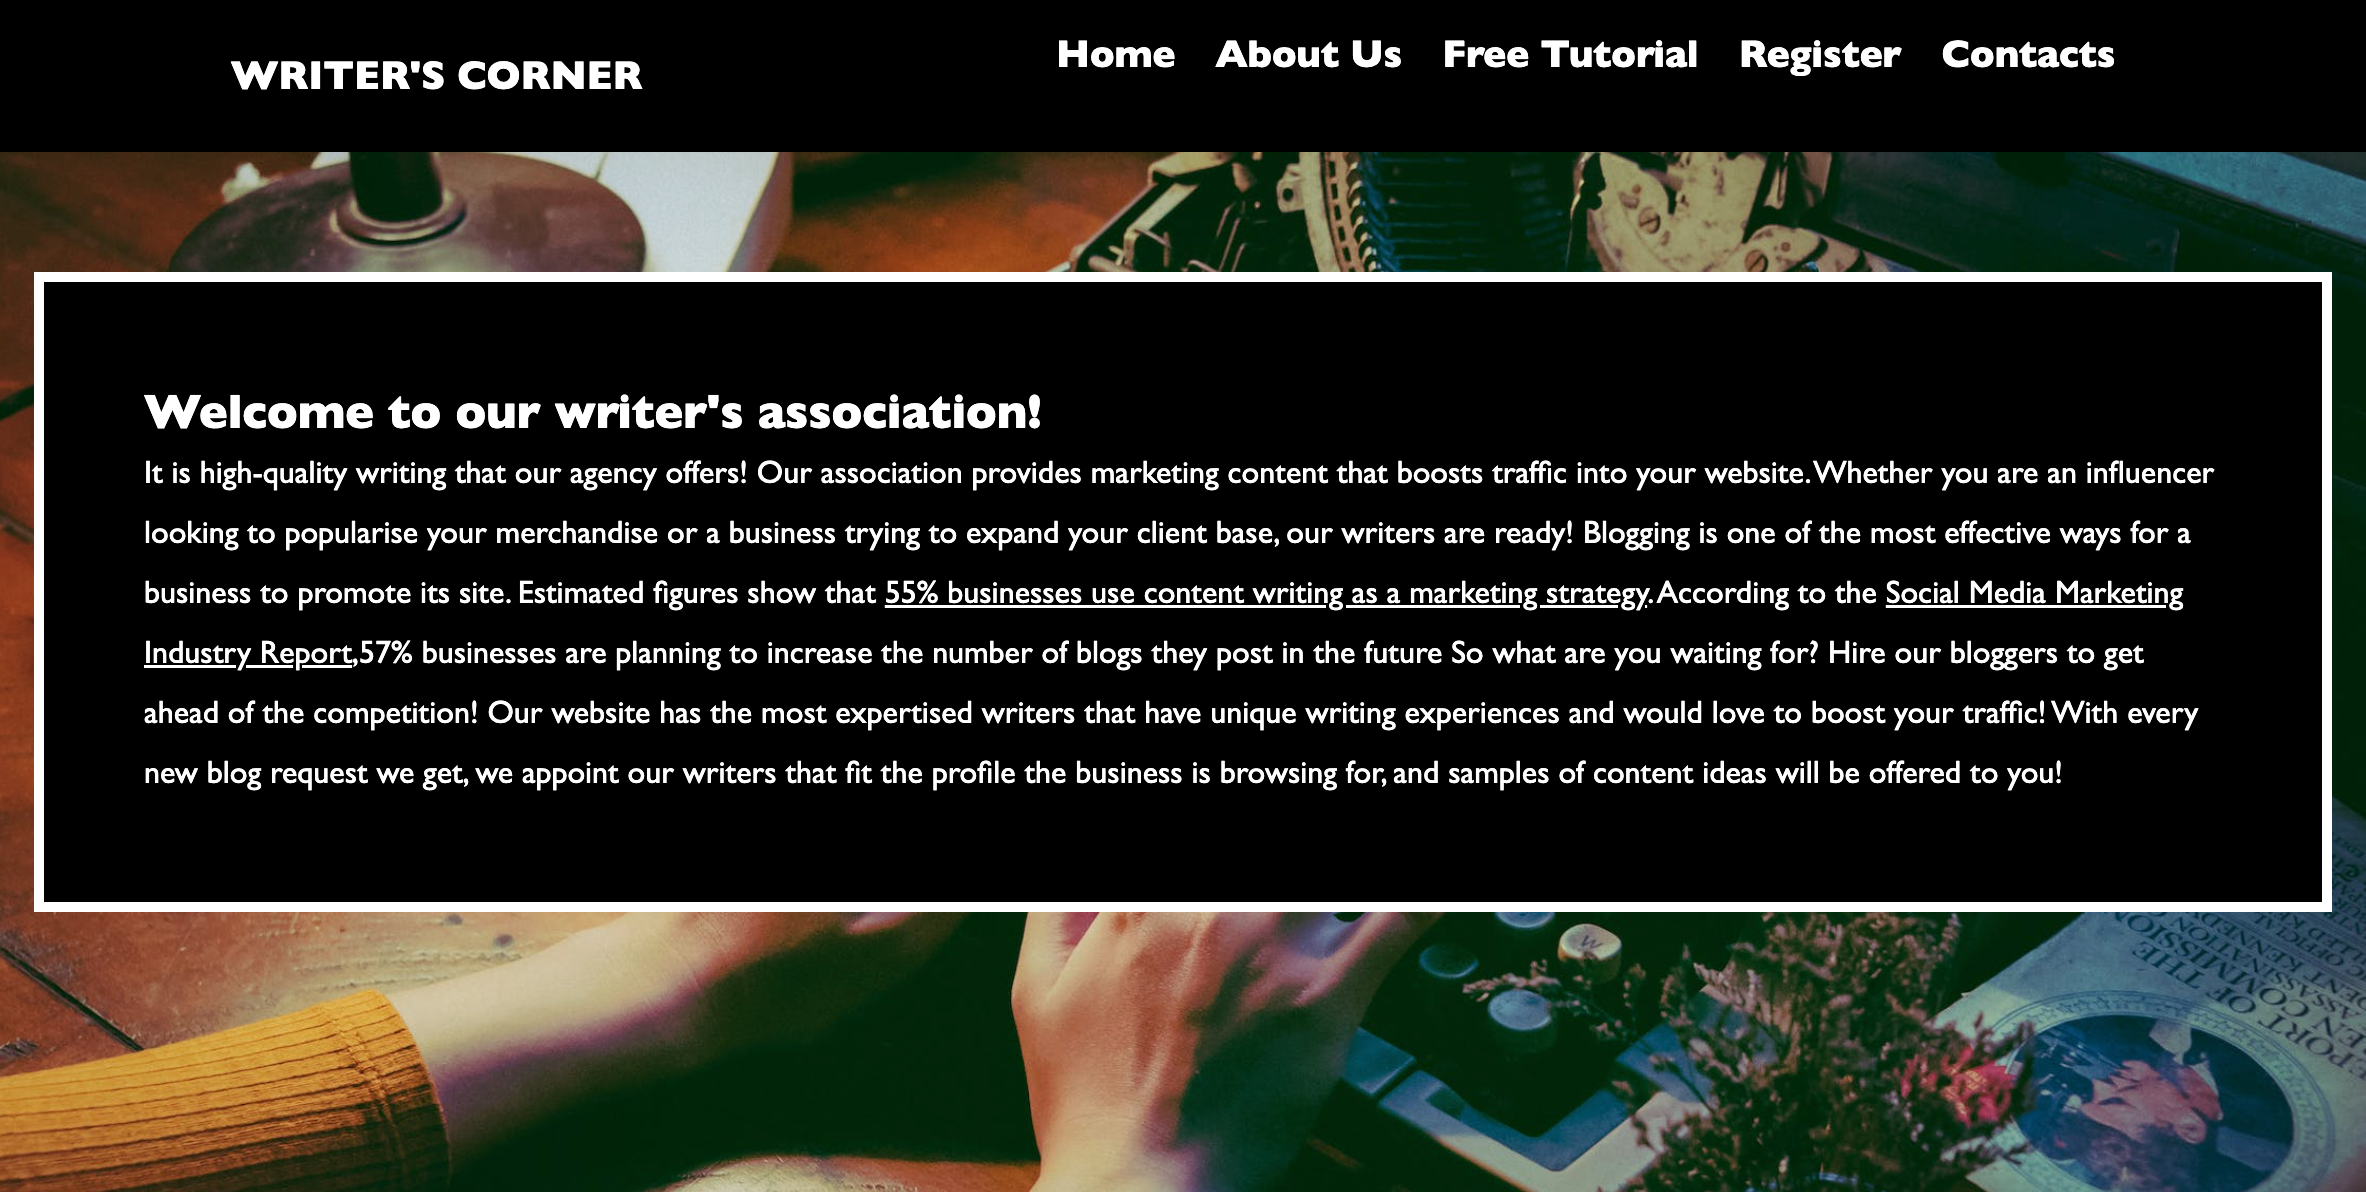 WRITER'S CORNER
Home About Us Free Tutorial Register Contacts
Welcome to our writer's association!
It is high-quality writing that our agency offers! Our association provides marketing content that boosts traffic into your website. Whether you are an influencer
looking to popularise your merchandise or a business trying to expand your client base, our writers are ready! Blogging is one of the most effective ways for a
business to promote its site. Estimated figures show that 55% businesses use content writing as a marketing strategy. According to the Social Media Marketing
Industry Report,57% businesses are planning to increase the number of blogs they post in the future So what are you waiting for? Hire our bloggers to get
ahead of the competition! Our website has the most expertised writers that have unique writing experiences and would love to boost your traffic! With every
new blog request we get, we appoint our writers that fit the profile the business is browsing for, and samples of content ideas will be offered to you!
W
OF THE